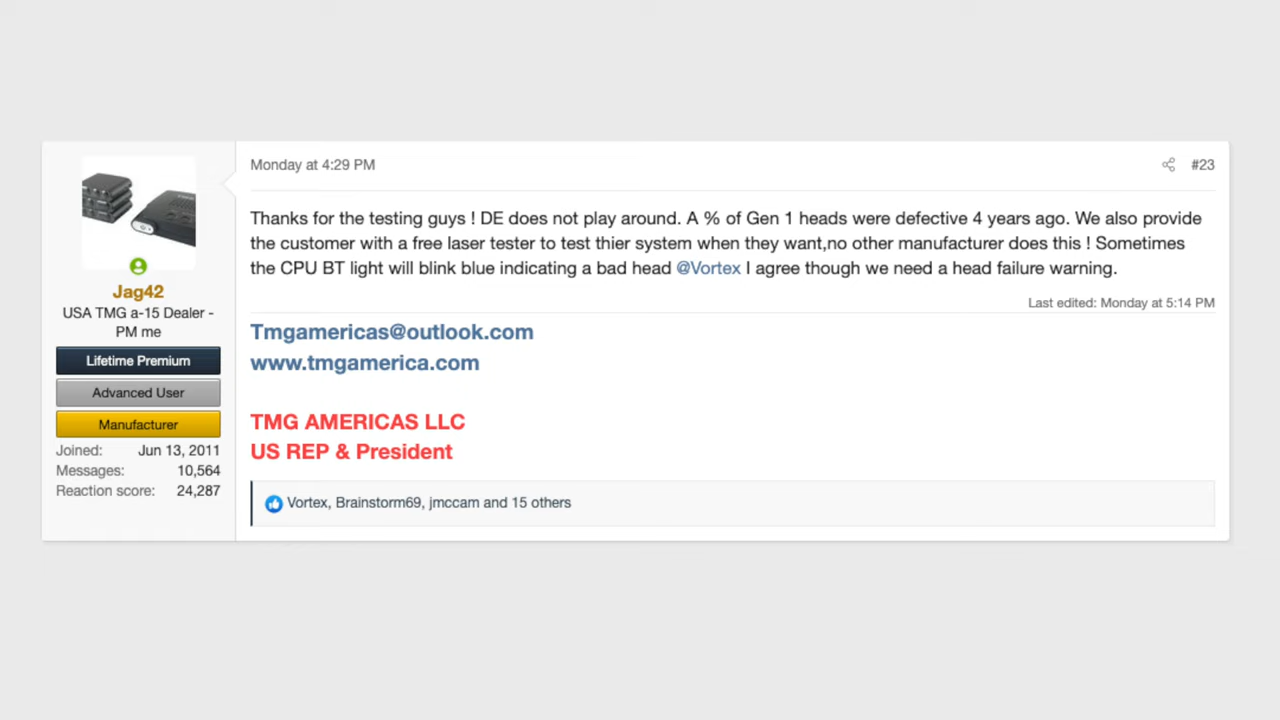 Monday at 4:29 PM
#23
Thanks for the testing guys ! DE does not play around. A % of Gen 1 heads were defective 4 years ago. We also provide
the customer with a free laser tester to test thier system when they want,no other manufacturer does this ! Sometimes
the CPU BT light will blink blue indicating a bad head @Vortex I agree though we need a head failure warning.
Last edited: Monday at 5:14 PM
Jag42
USA TMG a-15 Dealer -
PM me
Lifetime Premium
Advanced User
Manufacturer
Joined: Jun 13, 2011
Messages: 10,564
Reaction score: 24,287
Tmgamericas@outlook.com
www.tmgamerica.com
TMG AMERICAS LLC
US REP & President
Vortex, Brainstorm69, jmccam and 15 others